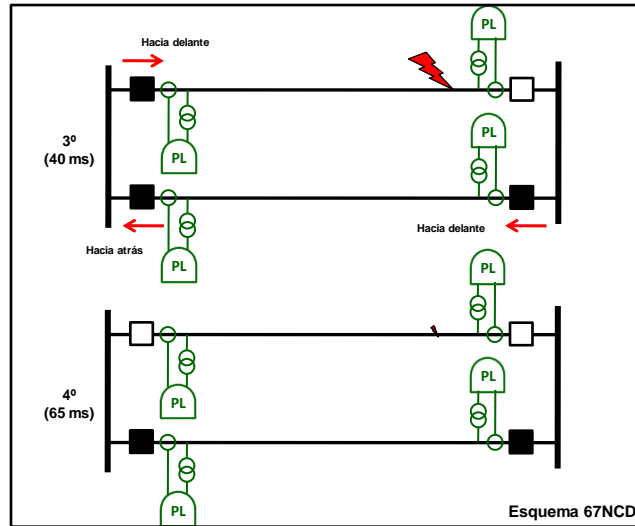 PL
Hacia delante
PL
PL
3º
(40 ms)
PL
Hacia atrás
Hacia delante
PL
PL
PL
4º
(65 ms)
PL
Esquema 67NCD